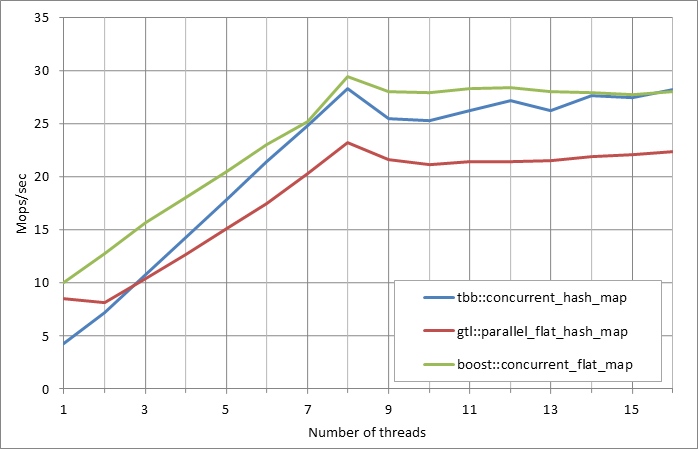 35
30
25
20
15
10
5
0
Mops/sec
tbb::concurrent_hash_map
gtl::parallel_flat_hash_map
boost::concurrent_flat_map
1 3 5 7 9 11 13 15
Number of threads